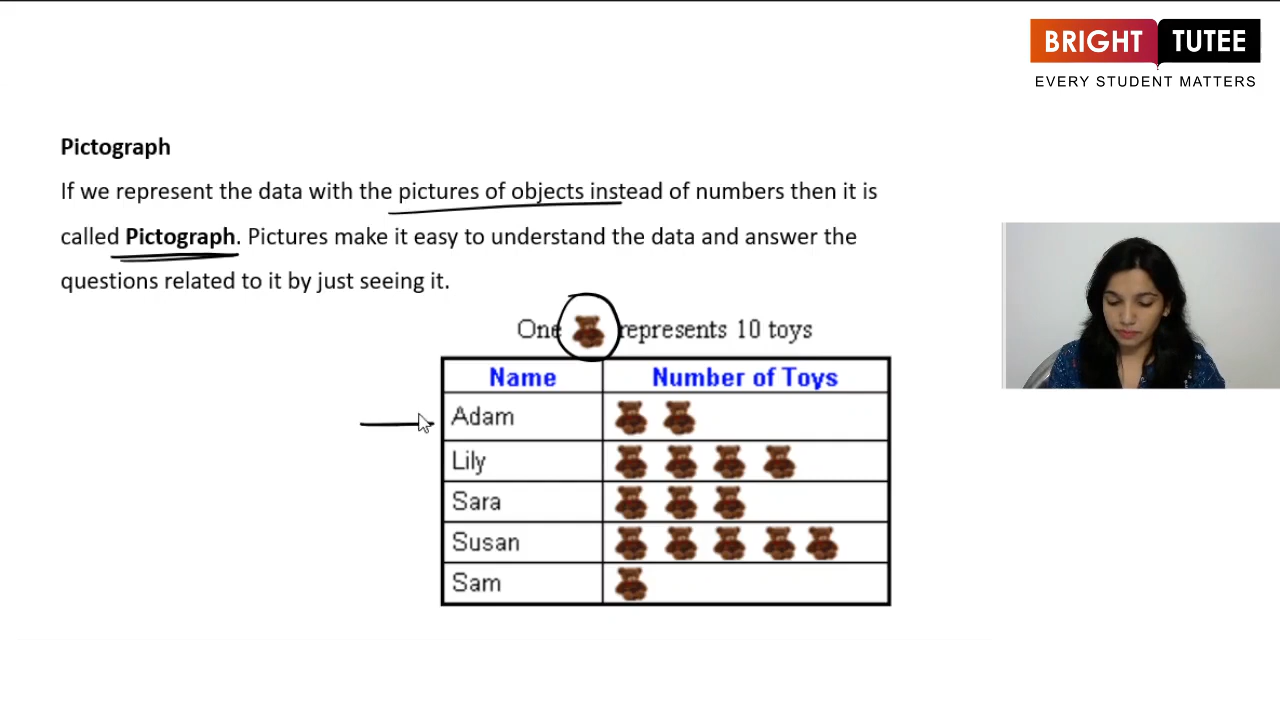 BRIGHT TUTEE
EVERY STUDENT MATTERS
Pictograph
If we represent the data with the pictures of objects instead of numbers then it is
called Pictograph. Pictures make it easy to understand the data and answer the
questions related to it by just seeing it.
One represents 10 toys
Name Number of Toys
Adam
Lily
Sara
Susan
Sam